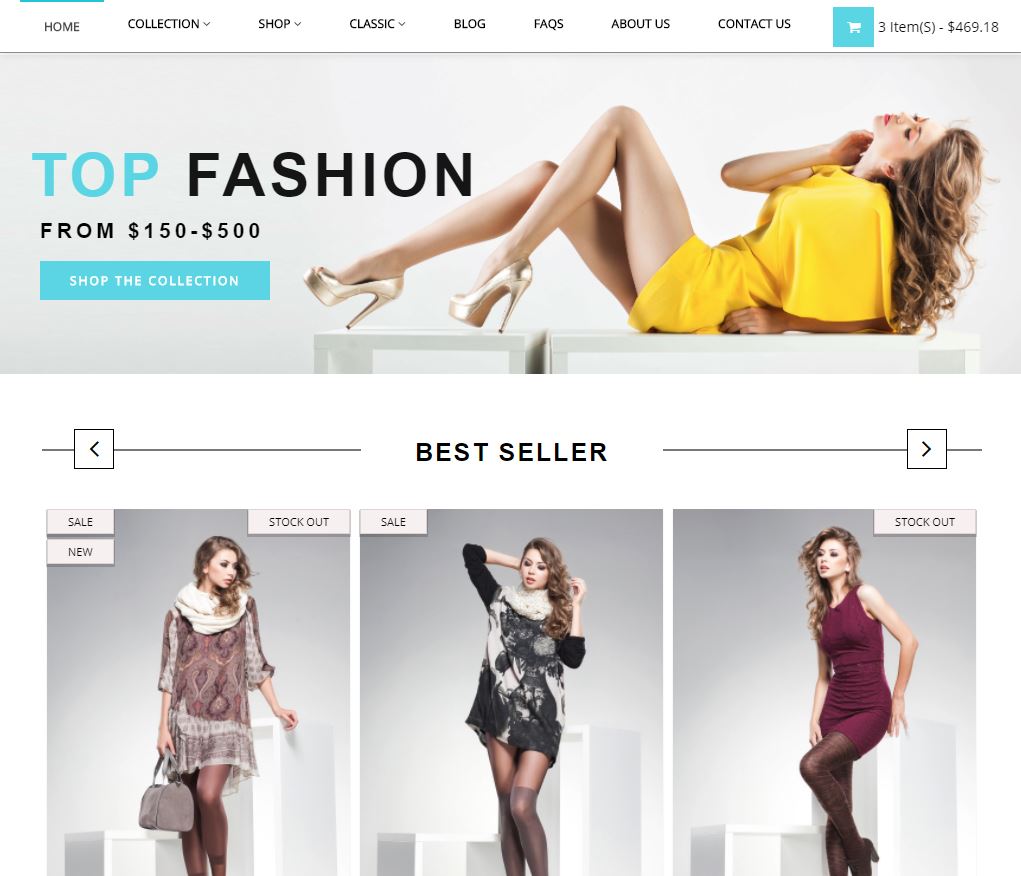 HOME COLLECTION SHOP CLASSIC BLOG FAQS ABOUT US CONTACT US 3 Item(S) - $469.18
TOP FASHION
FROM $150-$500
SHOP THE COLLECTION
BEST SELLER
SALE STOCK OUT SALE STOCK OUT
NEW